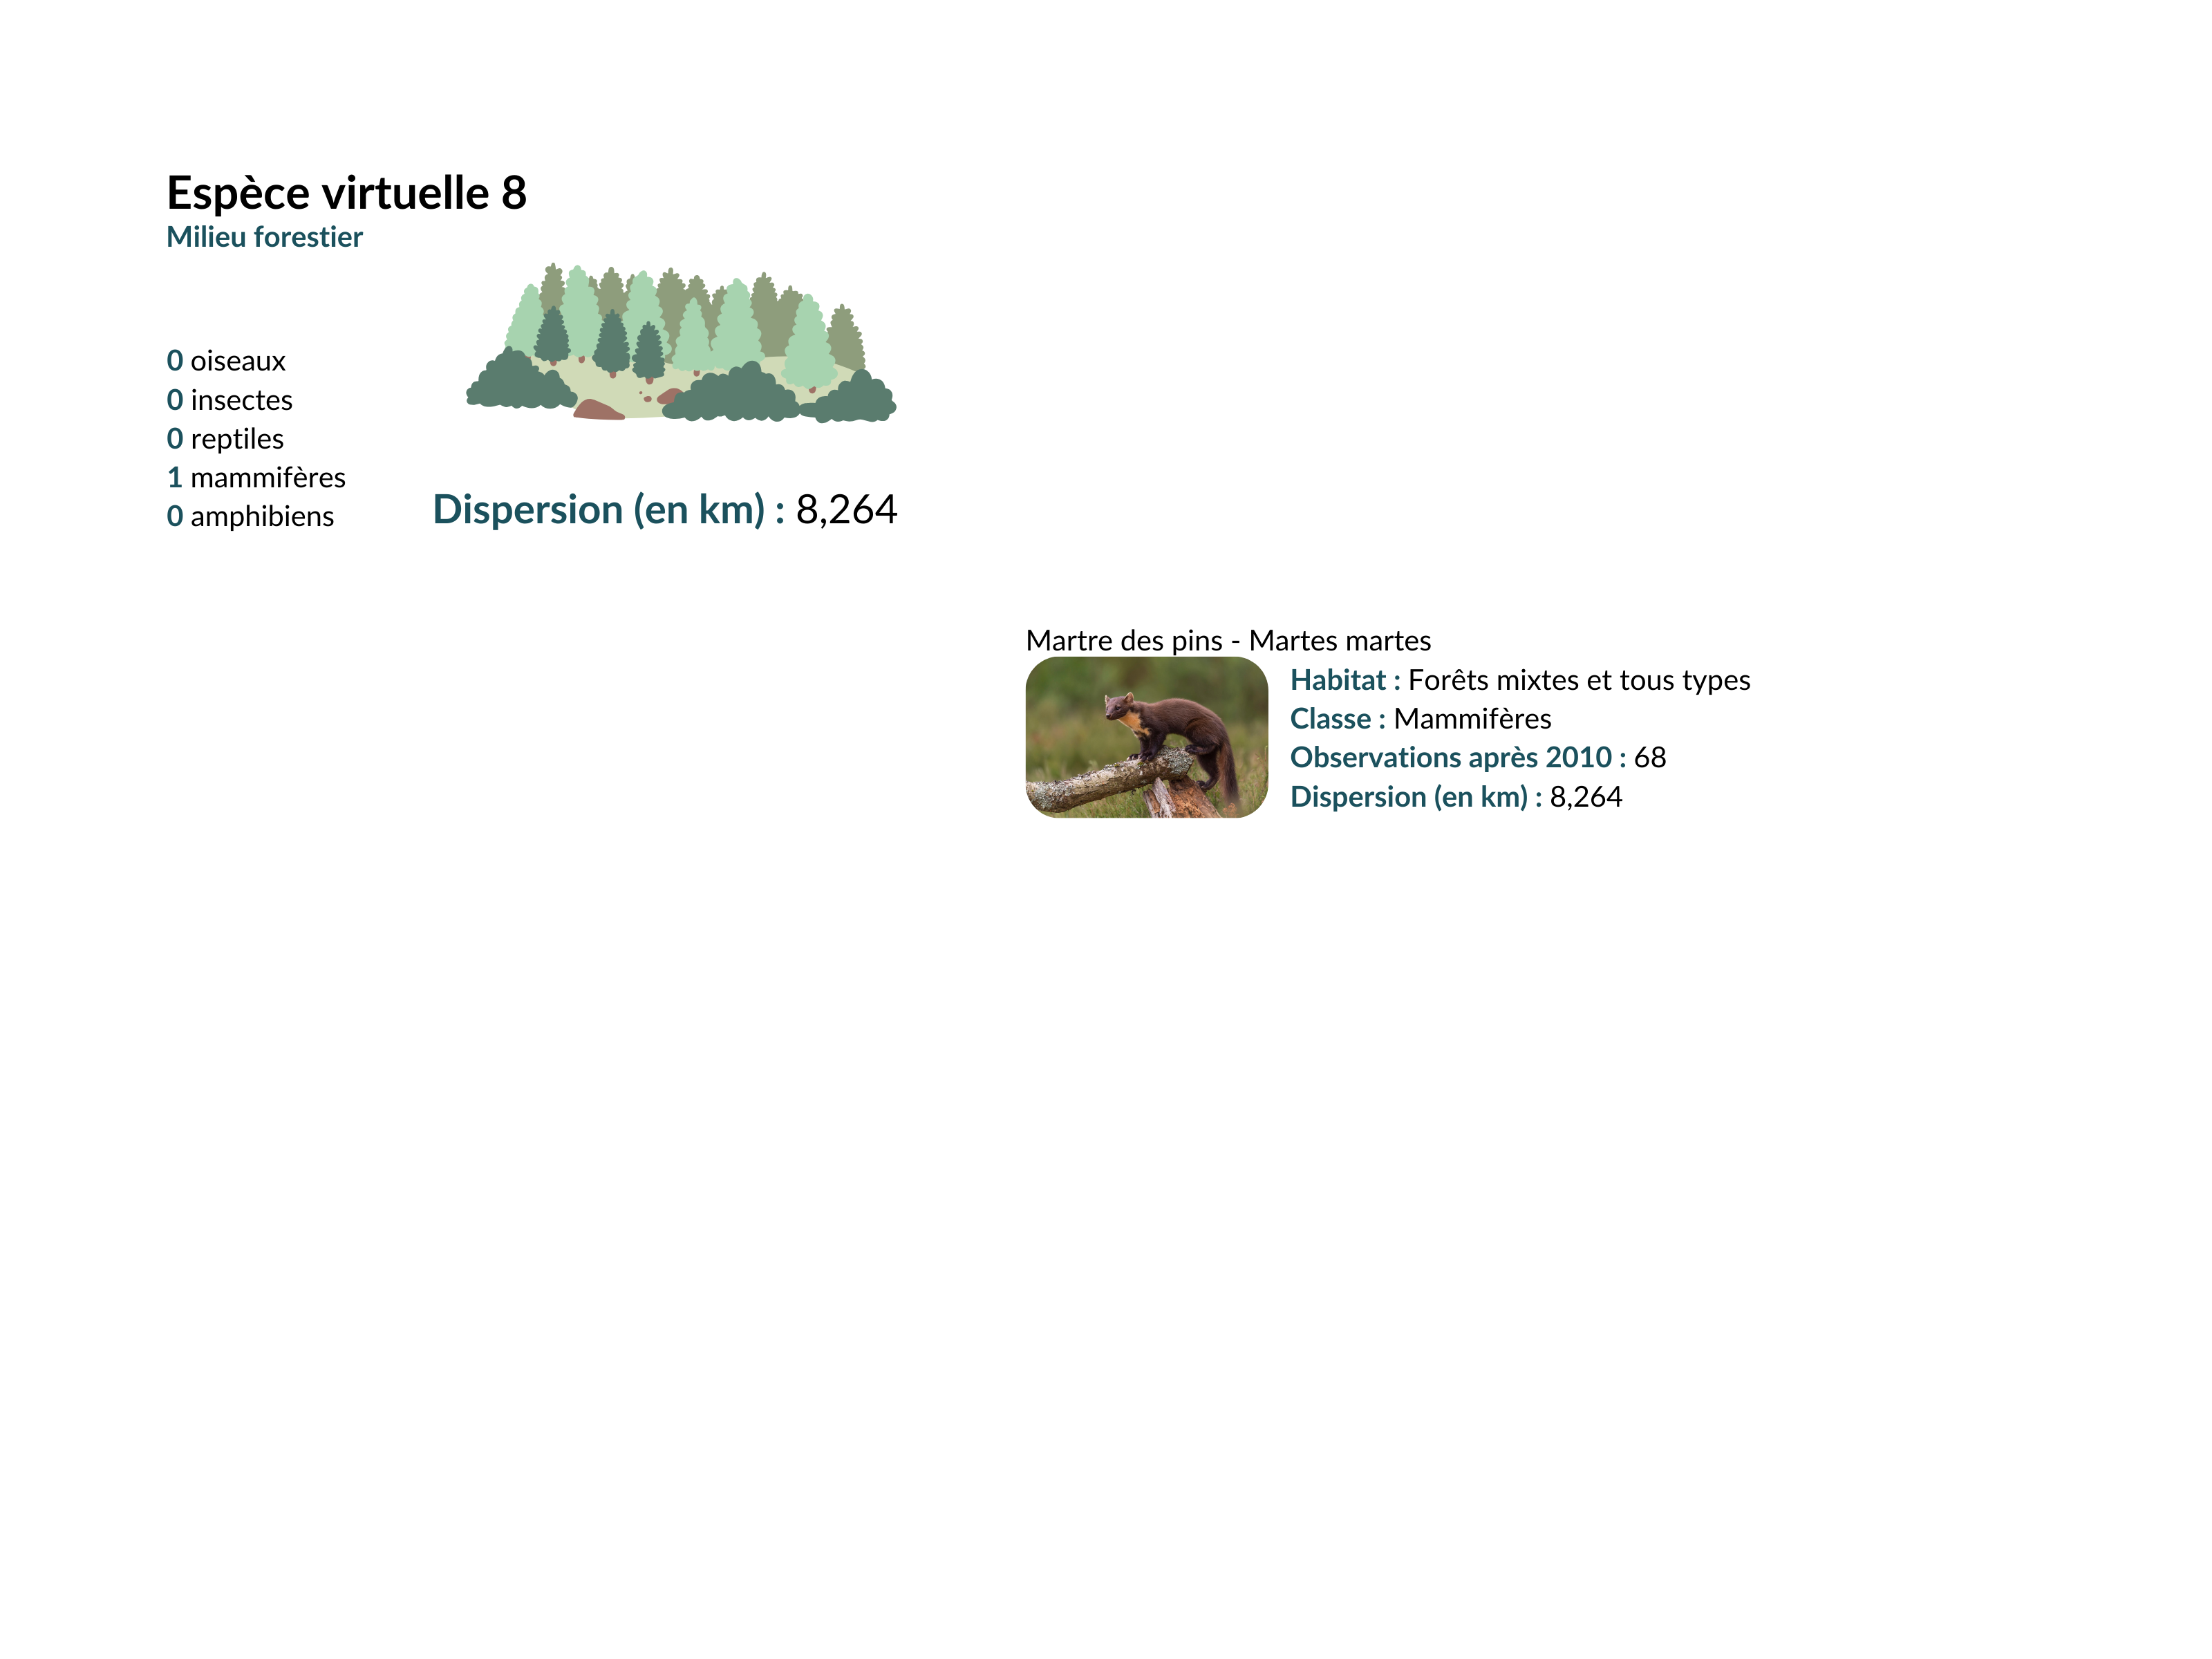 Espèce virtuelle 8
Milieu forestier
0 oiseaux
0 insectes
0 reptiles
1 mammifères
0 amphibiens
Dispersion (en km) : 8,264
Martre des pins - Martes martes
Habitat : Forêts mixtes et tous types
Classe : Mammifères
Observations après 2010 : 68
Dispersion (en km) : 8,264